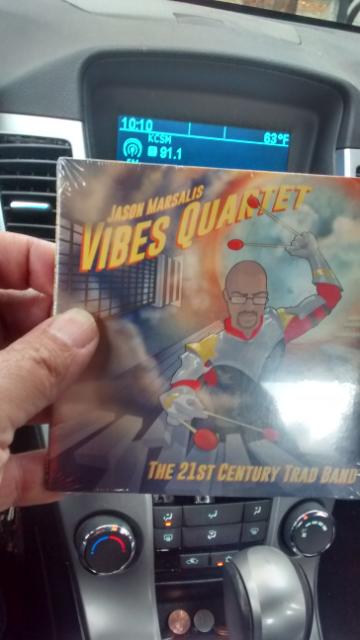 10:10
63°F
KCSM
91.1
JASON MARSALIS
VIBES QUARTET
THE 21ST CENTURY TRAD BAND